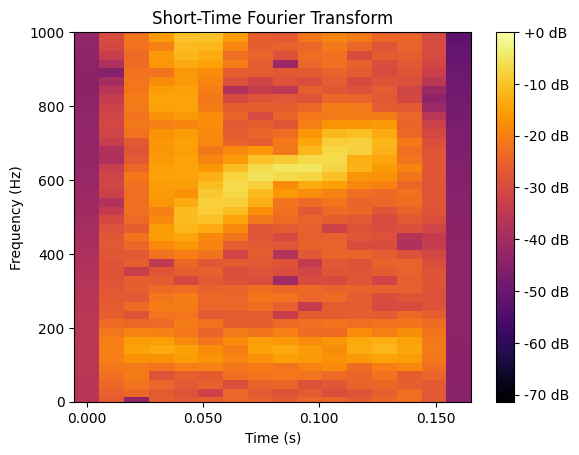 Short-Time Fourier Transform
Frequency (Hz)
1000
800
600
400
200
0
0.000
0.050
0.100
0.150
Time (s)
+0 dB
-10 dB
-20 dB
-30 dB
-40 dB
-50 dB
-60 dB
-70 dB